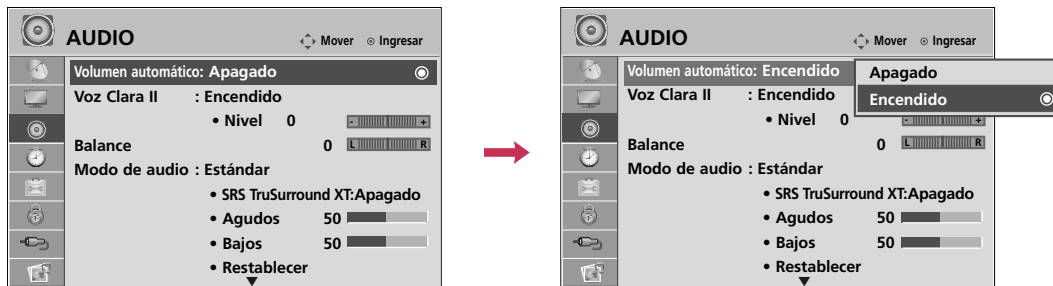 AUDIO Mover Ingresar
Volumen automático: Apagado
Voz Clara II : Encendido
• Nivel 0 - +
Balance 0 L R
Modo de audio : Estándar
• SRS TruSurround XT:Apagado
• Agudos 50
• Bajos 50
• Restablecer
AUDIO Mover Ingresar
Volumen automático: Encendido
Apagado
Encendido
Voz Clara II : Encendido
• Nivel 0 - +
Balance 0 L R
Modo de audio : Estándar
• SRS TruSurround XT:Apagado
• Agudos 50
• Bajos 50
• Restablecer